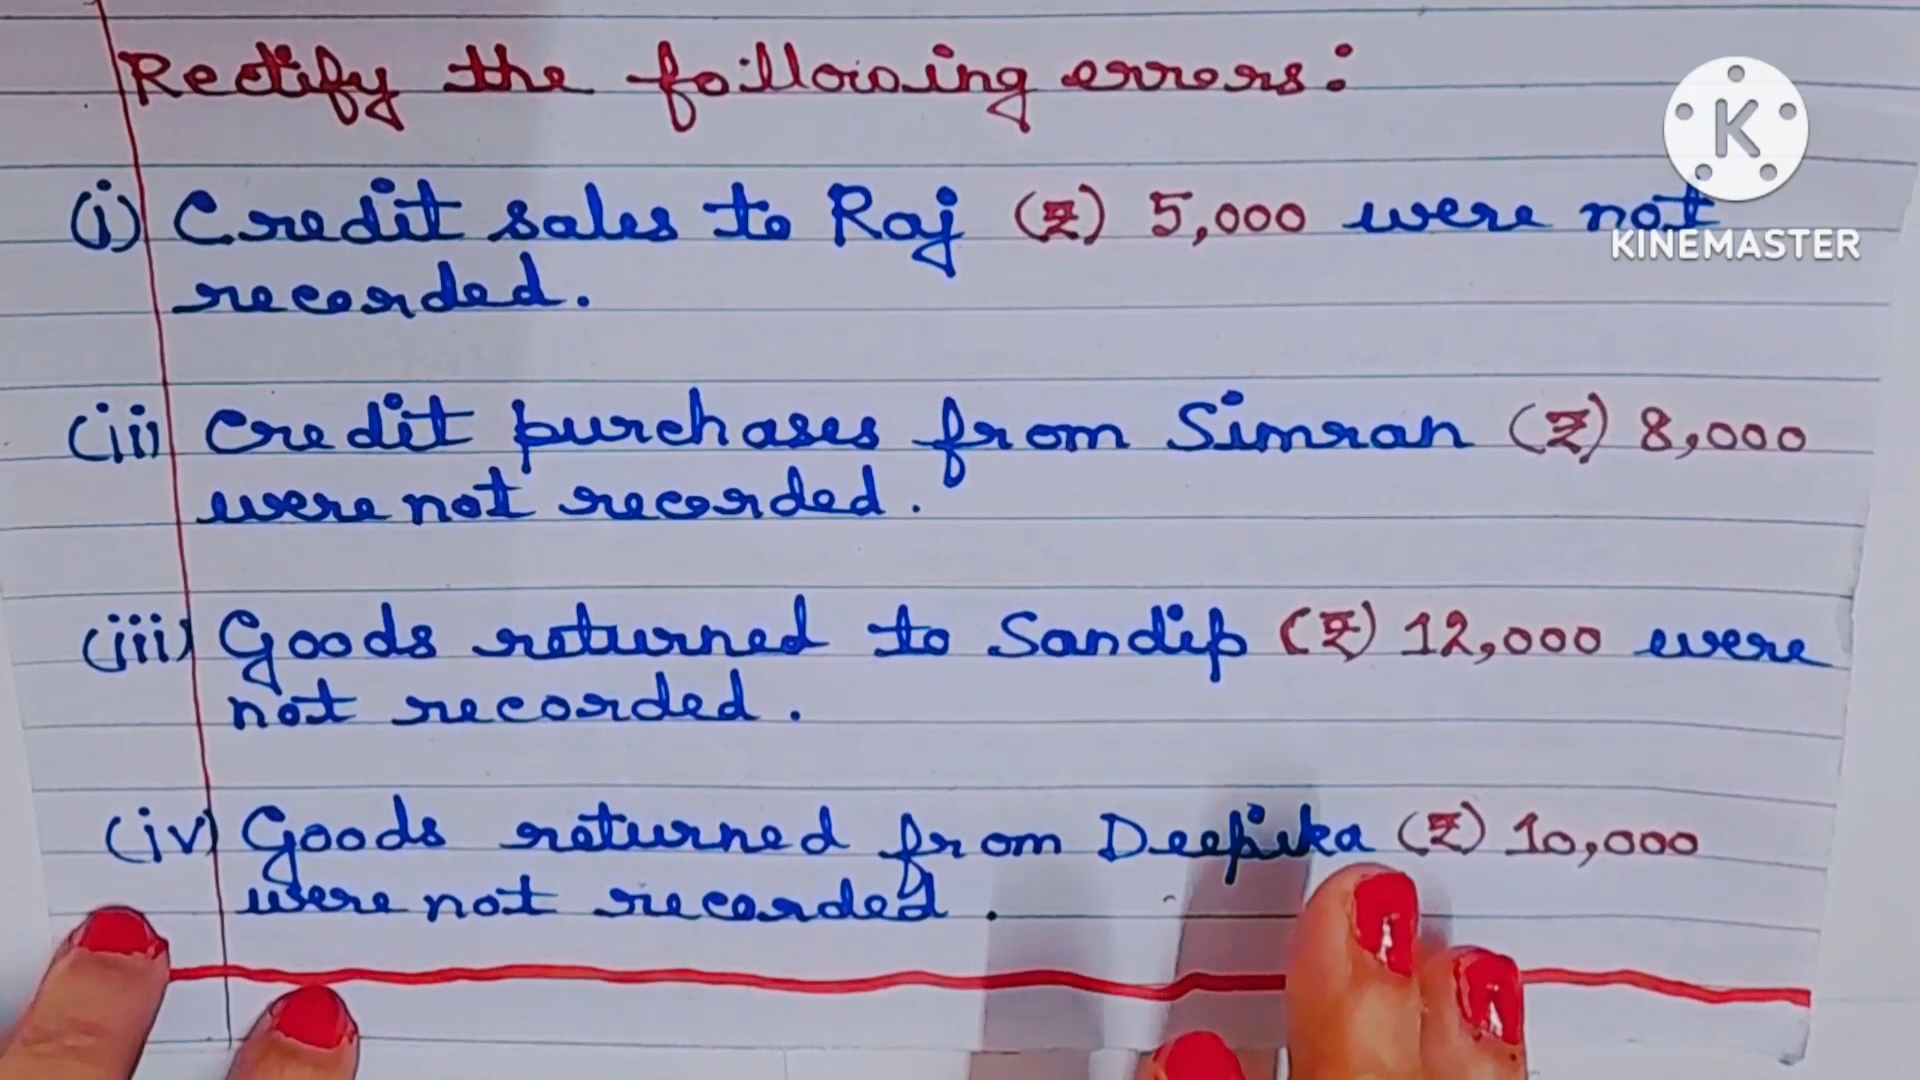 Rectify the following errors:
(i) Credit sales to Raj (₹) 5,000 were not
recorded.
(ii) Credit purchases from Simran (₹) 8,000
were not recorded.
(iii) Goods returned to Sandip (₹) 12,000 were
not recorded.
(iv) Goods returned from Deepika (₹) 10,000
were not recorded.
K
KINEMASTER